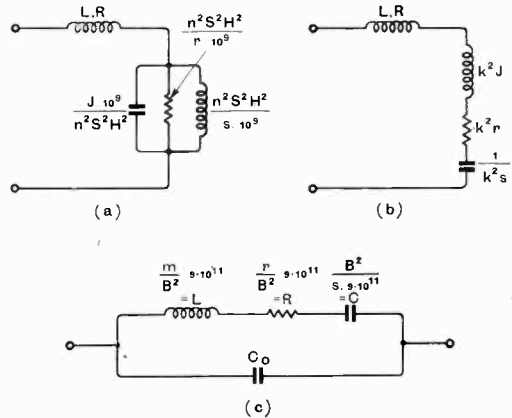 L.R
n²S²H²
r 10⁹
J 10⁹
n²S²H²
n²S²H²
s. 10⁹
(a)
L.R
k²J
k²r
1
k²s
(b)
m
B² 9·10¹¹
=L
r
B² 9·10¹¹
=R
B²
s. 9·10¹¹
=C
C₀
(c)